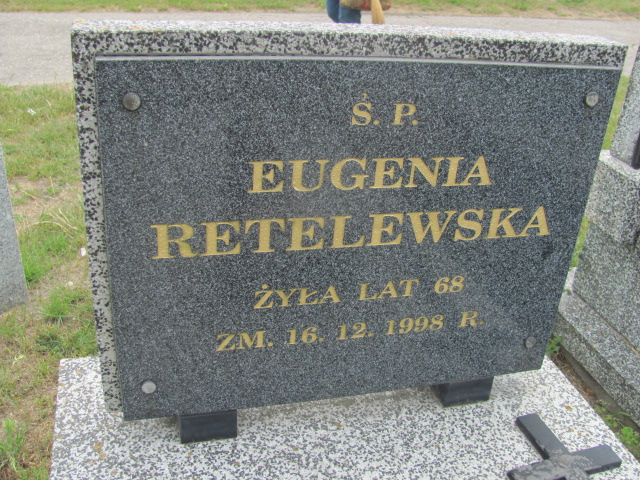 Ś. P.
EUGENIA
RETELEWSKA
ŻYŁA LAT 68
ZM. 16. 12. 1998 R.